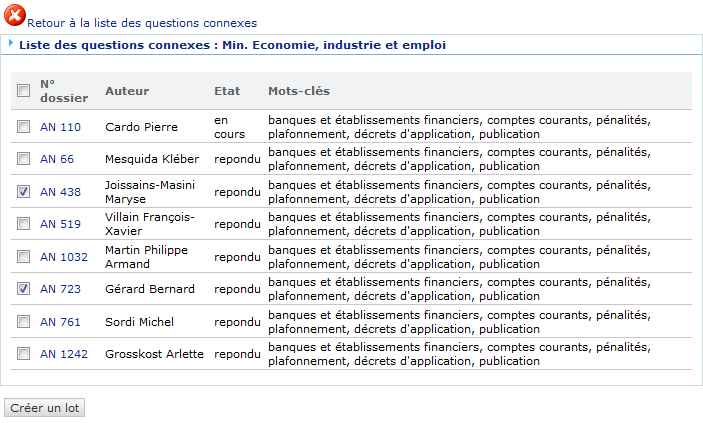 Retour à la liste des questions connexes
Liste des questions connexes : Min. Economie, industrie et emploi
N° dossier Auteur Etat Mots-clés
AN 110 Cardo Pierre en cours banques et établissements financiers, comptes courants, pénalités, plafonnement, décrets d'application, publication
AN 66 Mesquida Kléber repondu banques et établissements financiers, comptes courants, pénalités, plafonnement, décrets d'application, publication
AN 438 Joissains-Masini Maryse repondu banques et établissements financiers, comptes courants, pénalités, plafonnement, décrets d'application, publication
AN 519 Villain François-Xavier repondu banques et établissements financiers, comptes courants, pénalités, plafonnement, décrets d'application, publication
AN 1032 Martin Philippe Armand repondu banques et établissements financiers, comptes courants, pénalités, plafonnement, décrets d'application, publication
AN 723 Gérard Bernard repondu banques et établissements financiers, comptes courants, pénalités, plafonnement, décrets d'application, publication
AN 761 Sordi Michel repondu banques et établissements financiers, comptes courants, pénalités, plafonnement, décrets d'application, publication
AN 1242 Grosskost Arlette repondu banques et établissements financiers, comptes courants, pénalités, plafonnement, décrets d'application, publication
Créer un lot